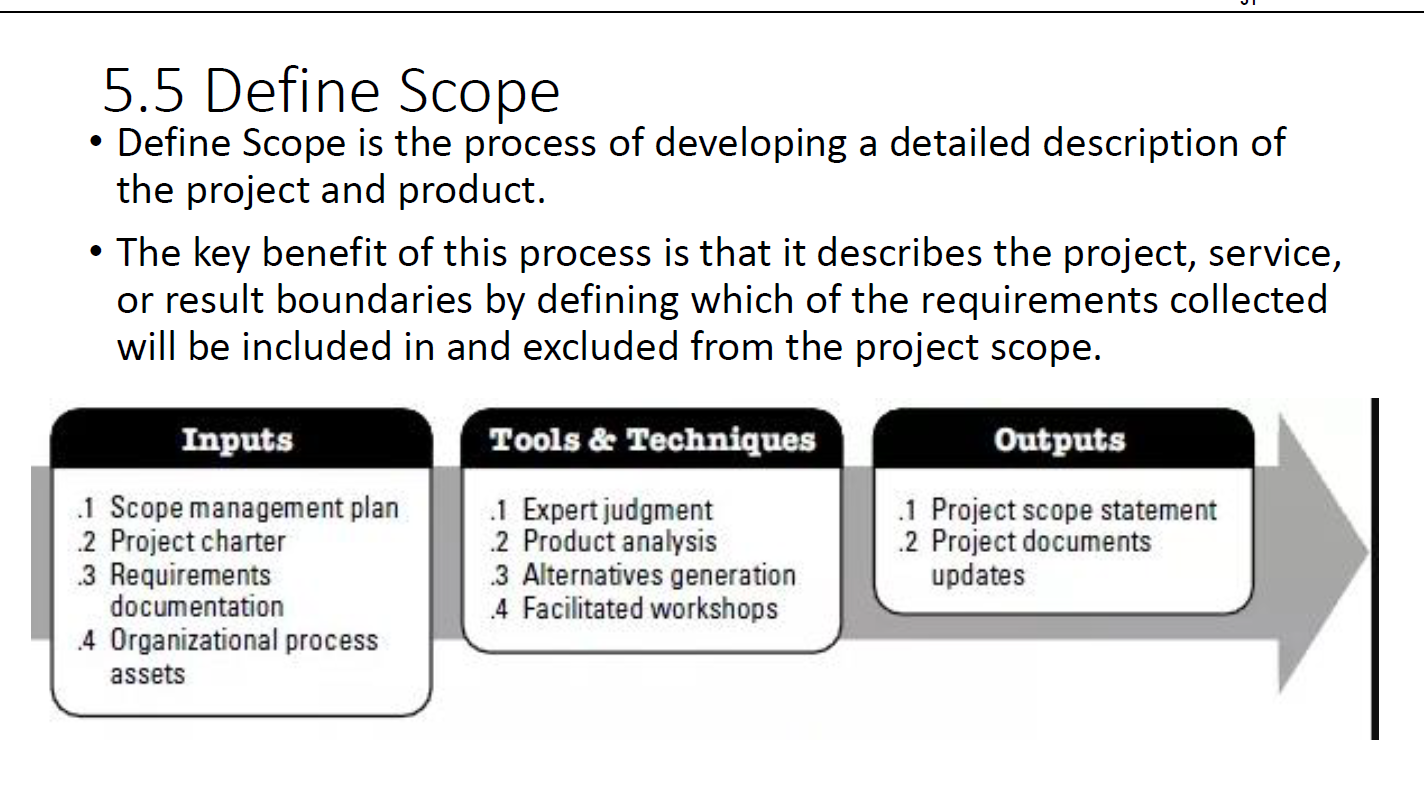 5.5 Define Scope
• Define Scope is the process of developing a detailed description of
the project and product.
• The key benefit of this process is that it describes the project, service,
or result boundaries by defining which of the requirements collected
will be included in and excluded from the project scope.
Inputs
.1 Scope management plan
.2 Project charter
.3 Requirements
documentation
.4 Organizational process
assets
Tools & Techniques
.1 Expert judgment
.2 Product analysis
.3 Alternatives generation
.4 Facilitated workshops
Outputs
.1 Project scope statement
.2 Project documents
updates